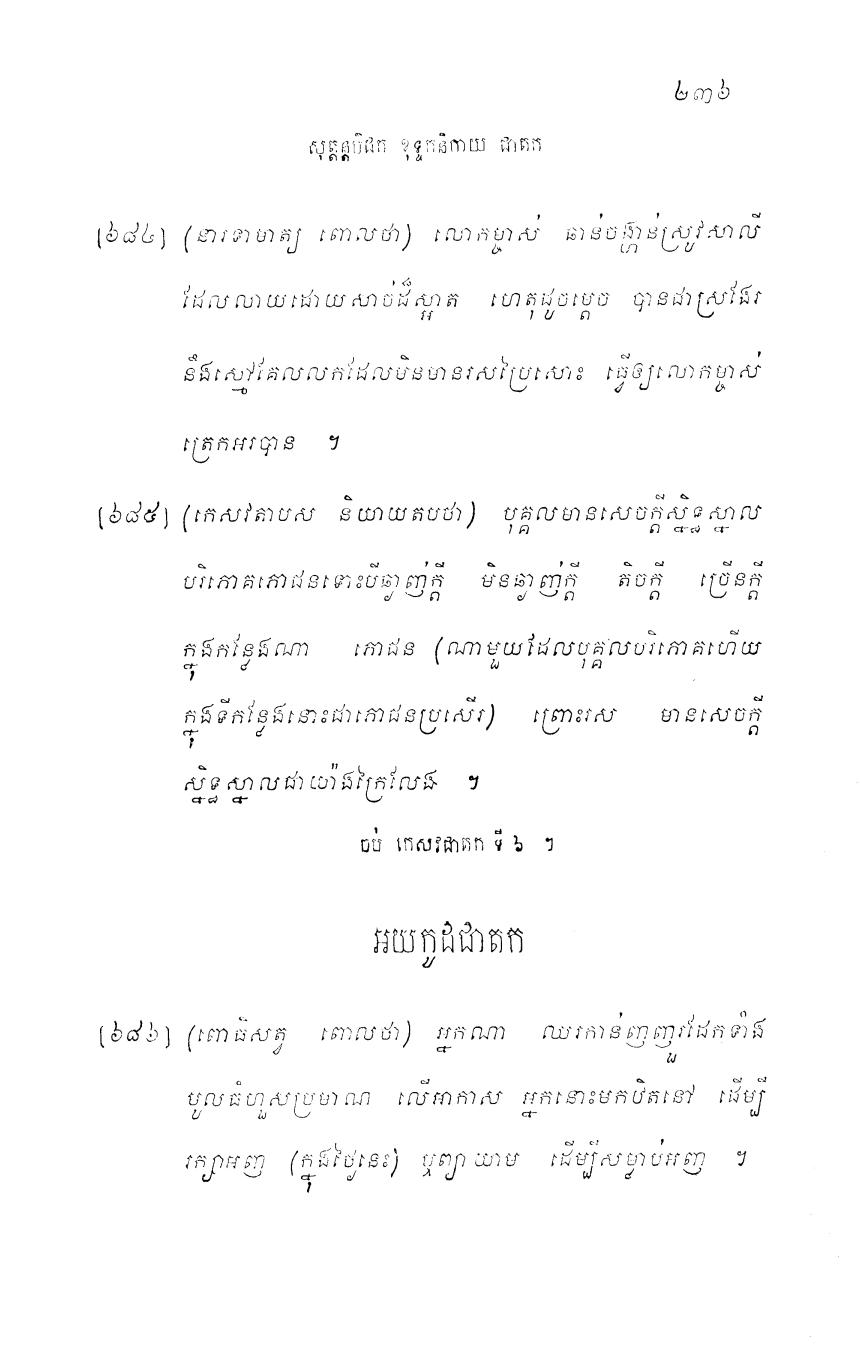 ២៣៦
សុត្តន្តបិដក ខុទ្ទកនិកាយ ជាតក
[៦៨៤] (នារទាមាត្យ ពោលថា) លោកម្ចាស់ ឆាន់ចង្ហាន់ស្រូវសាលី
ដែលលាយដោយសាច់ដ៏ស្អាត ហេតុដូចម្តេច បានជាស្រងែរ
នឹងស្មៅគែលលកដែលមិនមានរសប្រៃសោះ ធ្វើឲ្យលោកម្ចាស់
ត្រេកអរបាន ។
[៦៨៥] (កេសវតាបស និយាយតបថា) បុគ្គលមានសេចក្តីស្និទ្ធស្នាល
បរិភោគភោជនទោះបីឆ្ងាញ់ក្តី មិនឆ្ងាញ់ក្តី តិចក្តី ច្រើនក្តី
ក្នុងកន្លែងណា ភោជន (ណាមួយដែលបុគ្គលបរិភោគហើយ
ក្នុងទីកន្លែងនោះជាភោជនប្រសើរ) ព្រោះរស មានសេចក្តី
ស្និទ្ធស្នាលជាយ៉ាងក្រៃលែង ។
ចប់ កេសវជាតក ទី ៦ ។
អយកូដជាតក
[៦៨៦] (ពោធិសត្វ ពោលថា) អ្នកណា ឈរកាន់ញញួរដែកទាំង
មូលធំហួសប្រមាណ លើអាកាស អ្នកនោះមកឋិតនៅ ដើម្បី
រក្សាអញ (ក្នុងថ្ងៃនេះ) ឬព្យាយាម ដើម្បីសម្លាប់អញ ។